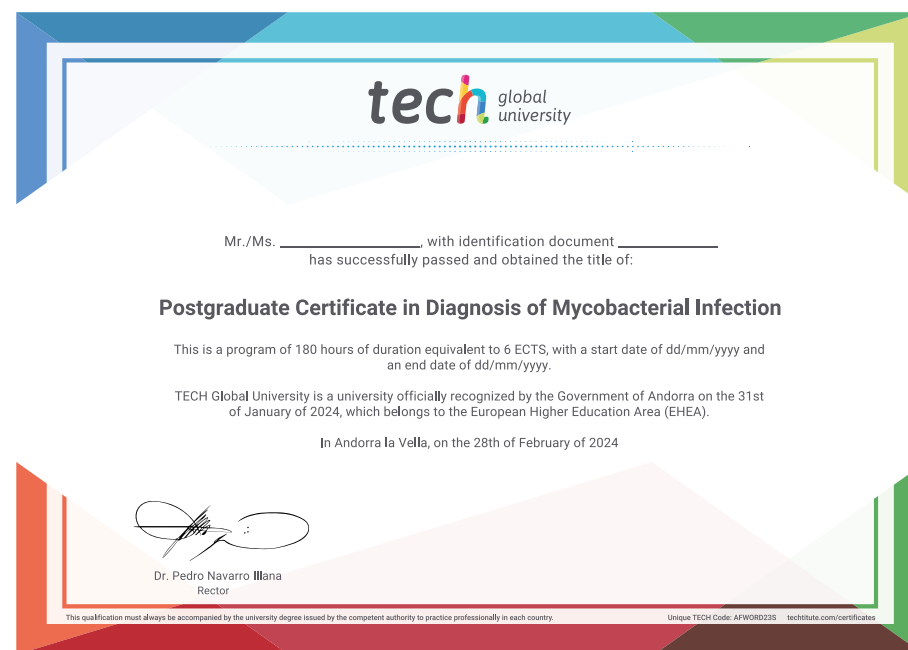 tech global university
Mr./Ms. ____________, with identification document ____________
has successfully passed and obtained the title of:
Postgraduate Certificate in Diagnosis of Mycobacterial Infection
This is a program of 180 hours of duration equivalent to 6 ECTS, with a start date of dd/mm/yyyy and
an end date of dd/mm/yyyy.
TECH Global University is a university officially recognized by the Government of Andorra on the 31st
of January of 2024, which belongs to the European Higher Education Area (EHEA).
In Andorra la Vella, on the 28th of February of 2024
Dr. Pedro Navarro Illana
Rector
This qualification must always be accompanied by the university degree issued by the competent authority to practice professionally in each country.
Unique TECH Code: AFWORD23S techtitute.com/certificates